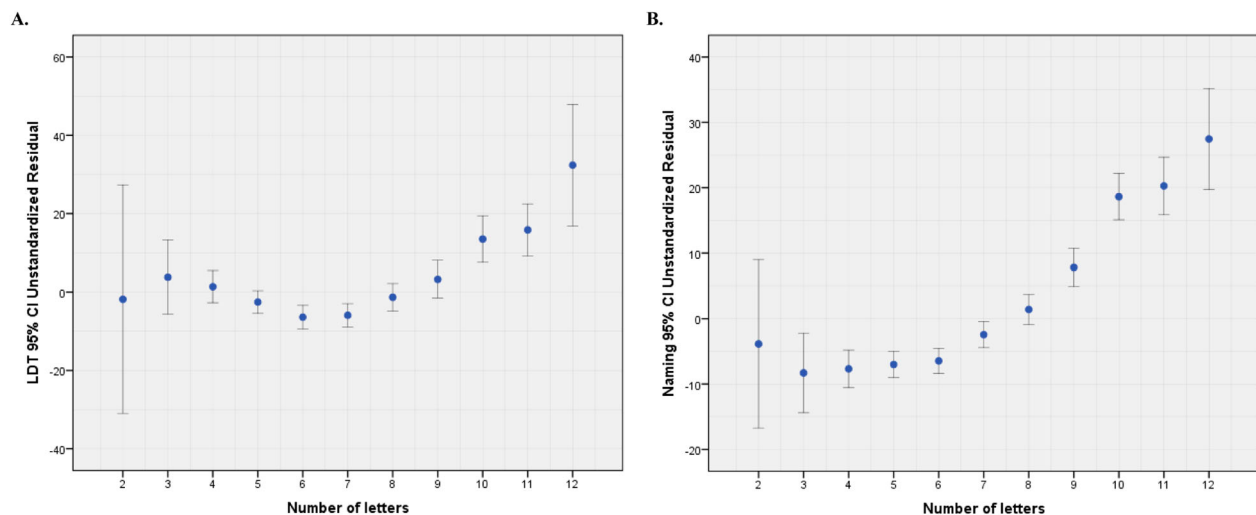 A.
60
40
20
0
-20
-40
LDT 95% CI Unstandardized Residual
2 3 4 5 6 7 8 9 10 11 12
Number of letters
B.
40
30
20
10
0
-10
-20
Naming 95% CI Unstandardized Residual
2 3 4 5 6 7 8 9 10 11 12
Number of letters